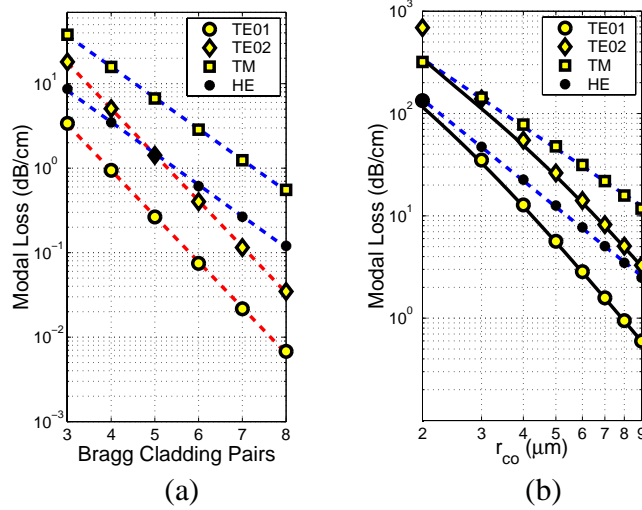 TE01
TE02
TM
HE
10^1
10^0
10^−1
10^−2
10^−3
Modal Loss (dB/cm)
3 4 5 6 7 8
Bragg Cladding Pairs
(a)
TE01
TE02
TM
HE
10^3
10^2
10^1
10^0
Modal Loss (dB/cm)
2 3 4 5 6 7 8 9
r_co (μm)
(b)